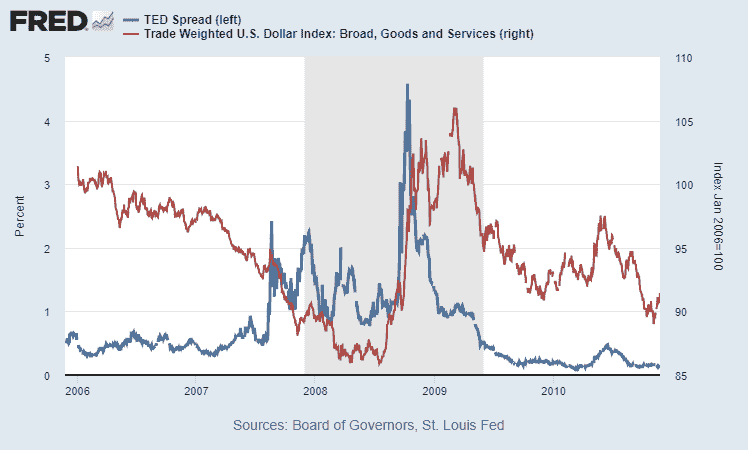 FRED
TED Spread (left)
Trade Weighted U.S. Dollar Index: Broad, Goods and Services (right)
5
4
3
2
1
0
Percent
110
105
100
95
90
85
Index Jan 2006=100
2006
2007
2008
2009
2010
Sources: Board of Governors, St. Louis Fed